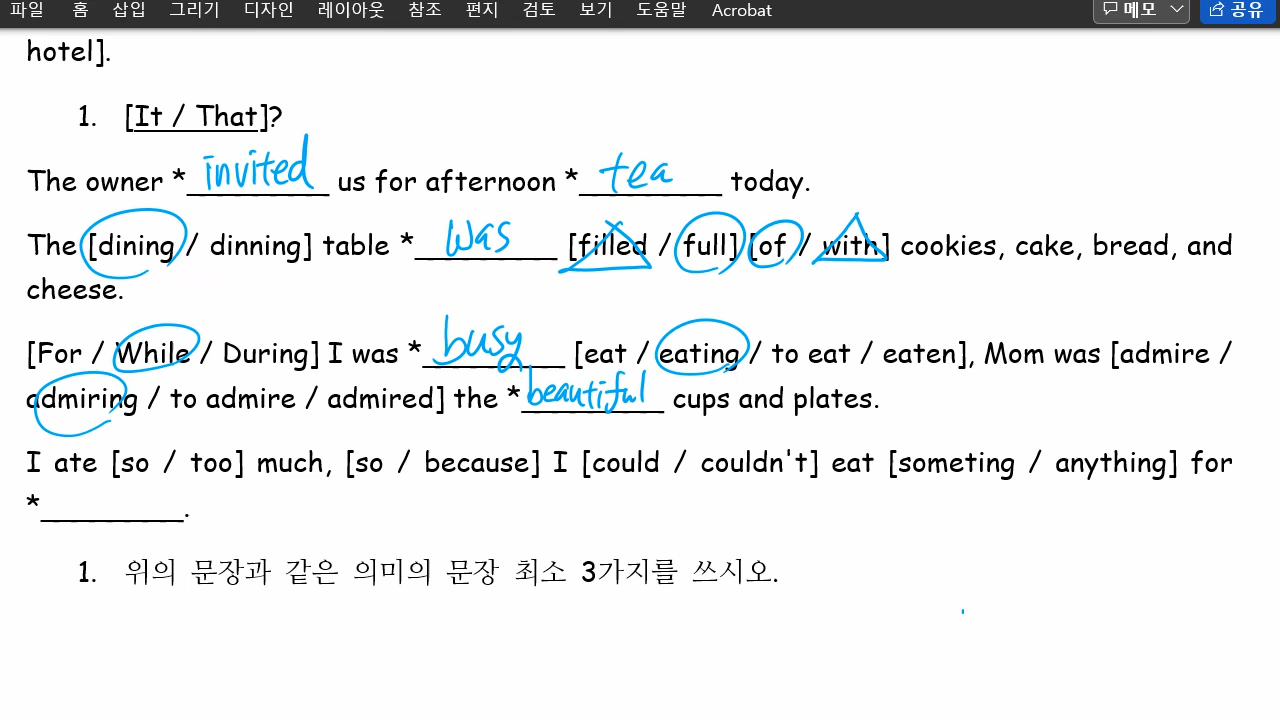 파일 홈 삽입 그리기 디자인 레이아웃 참조 편지 검토 보기 도움말 Acrobat 메모 공유
hotel].
1. [It / That]?
The owner *invited us for afternoon *tea today.
The [dining / dinning] table *was [filled / full] [of / with] cookies, cake, bread, and
cheese.
[For / While / During] I was *busy [eat / eating / to eat / eaten], Mom was [admire /
admiring / to admire / admired] the *beautiful cups and plates.
I ate [so / too] much, [so / because] I [could / couldn't] eat [someting / anything] for
*________.
1. 위의 문장과 같은 의미의 문장 최소 3가지를 쓰시오.